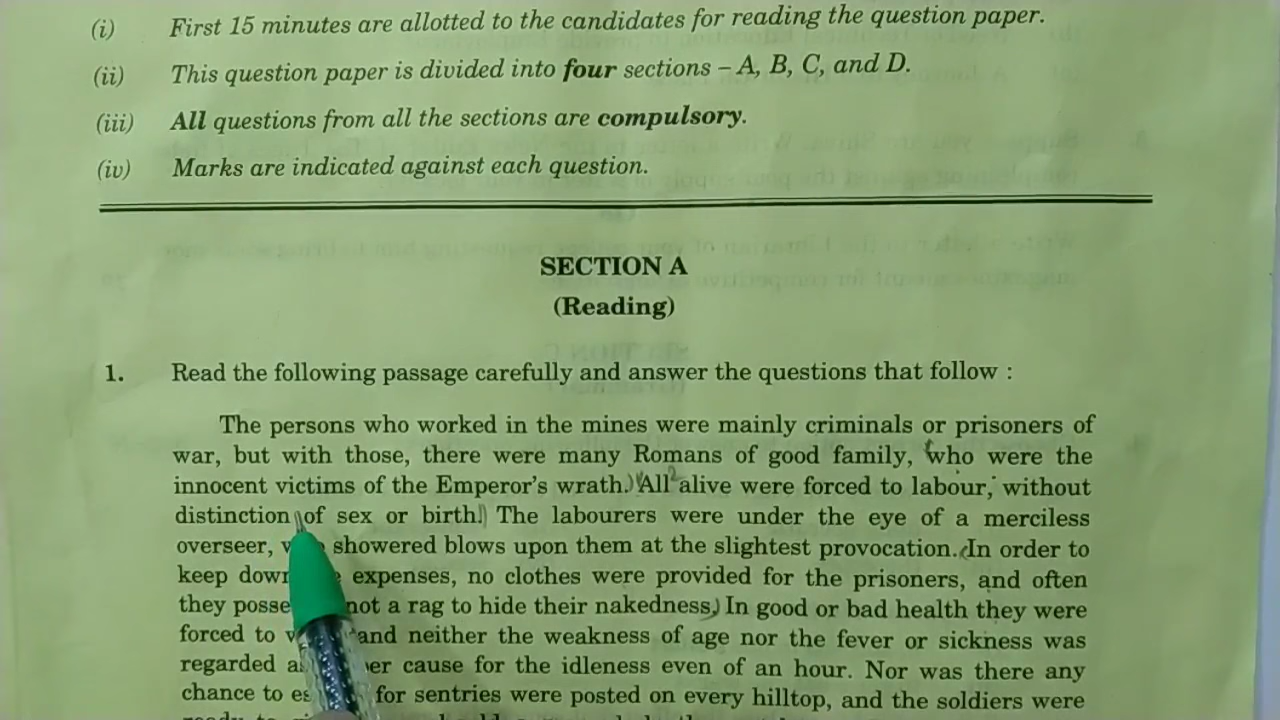 (i) First 15 minutes are allotted to the candidates for reading the question paper.
(ii) This question paper is divided into four sections – A, B, C, and D.
(iii) All questions from all the sections are compulsory.
(iv) Marks are indicated against each question.
SECTION A
(Reading)
1. Read the following passage carefully and answer the questions that follow :
The persons who worked in the mines were mainly criminals or prisoners of
war, but with those, there were many Romans of good family, who were the
innocent victims of the Emperor's wrath. All alive were forced to labour, without
distinction of sex or birth. The labourers were under the eye of a merciless
overseer, showered blows upon them at the slightest provocation. In order to
keep expenses, no clothes were provided for the prisoners, and often
they not a rag to hide their nakedness, In good or bad health they were
forced to and neither the weakness of age nor the fever or sickness was
regarded cause for the idleness even of an hour. Nor was there any
chance to for sentries were posted on every hilltop, and the soldiers were